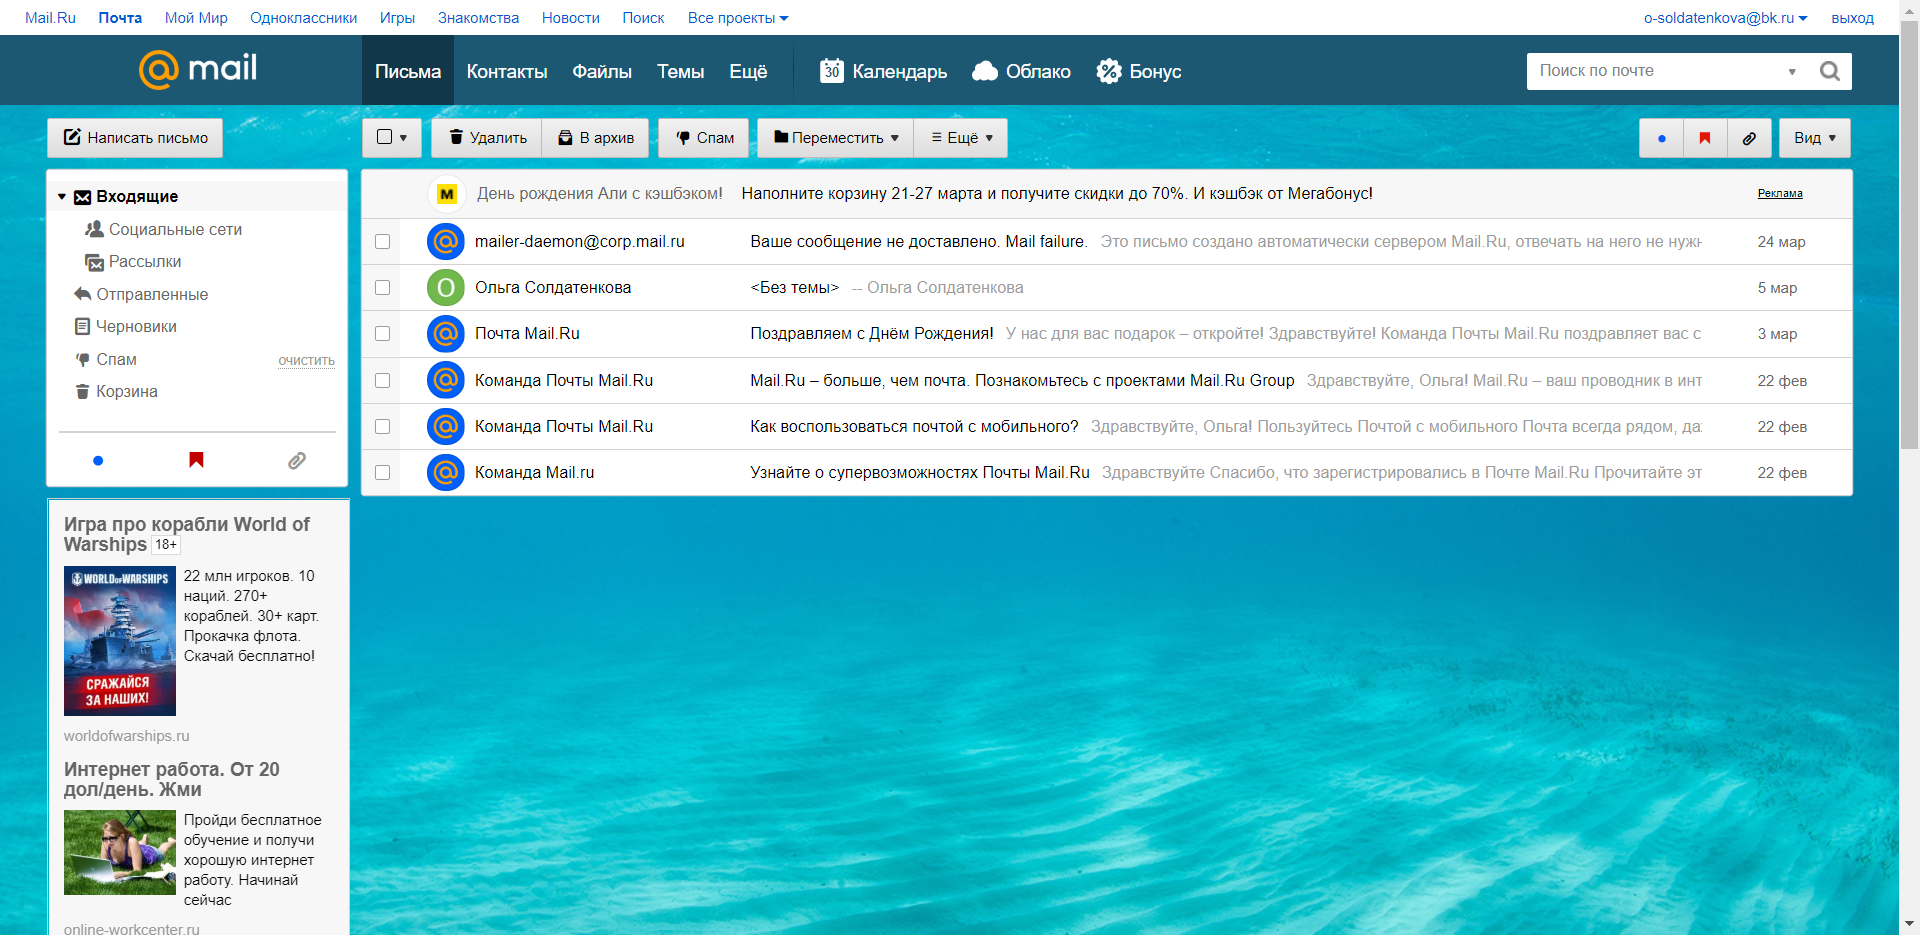 Mail.Ru Почта Мой Мир Одноклассники Игры Знакомства Новости Поиск Все проекты o-soldatenkova@bk.ru выход
@mail Письма Контакты Файлы Темы Ещё 30 Календарь Облако % Бонус Поиск по почте
Написать письмо Удалить В архив Спам Переместить Ещё Вид
Входящие
Социальные сети
Рассылки
Отправленные
Черновики
Спам очистить
Корзина
М День рождения Али с кэшбэком! Наполните корзину 21-27 марта и получите скидки до 70%. И кэшбэк от Мегабонус! Реклама
@ mailer-daemon@corp.mail.ru Ваше сообщение не доставлено. Mail failure. Это письмо создано автоматически сервером Mail.Ru, отвечать на него не нужн 24 мар
О Ольга Солдатенкова <Без темы> -- Ольга Солдатенкова 5 мар
@ Почта Mail.Ru Поздравляем с Днём Рождения! У нас для вас подарок – откройте! Здравствуйте! Команда Почты Mail.Ru поздравляет вас с 3 мар
@ Команда Почты Mail.Ru Mail.Ru – больше, чем почта. Познакомьтесь с проектами Mail.Ru Group Здравствуйте, Ольга! Mail.Ru – ваш проводник в инт 22 фев
@ Команда Почты Mail.Ru Как воспользоваться почтой с мобильного? Здравствуйте, Ольга! Пользуйтесь Почтой с мобильного Почта всегда рядом, да 22 фев
@ Команда Mail.ru Узнайте о супервозможностях Почты Mail.Ru Здравствуйте Спасибо, что зарегистрировались в Почте Mail.Ru Прочитайте эт 22 фев
Игра про корабли World of
Warships 18+
WORLD OF WARSHIPS
СРАЖАЙСЯ
ЗА НАШИХ!
22 млн игроков. 10
наций. 270+
кораблей. 30+ карт.
Прокачка флота.
Скачай бесплатно!
worldofwarships.ru
Интернет работа. От 20
дол/день. Жми
Пройди бесплатное
обучение и получи
хорошую интернет
работу. Начинай
сейчас
online-workcenter.ru